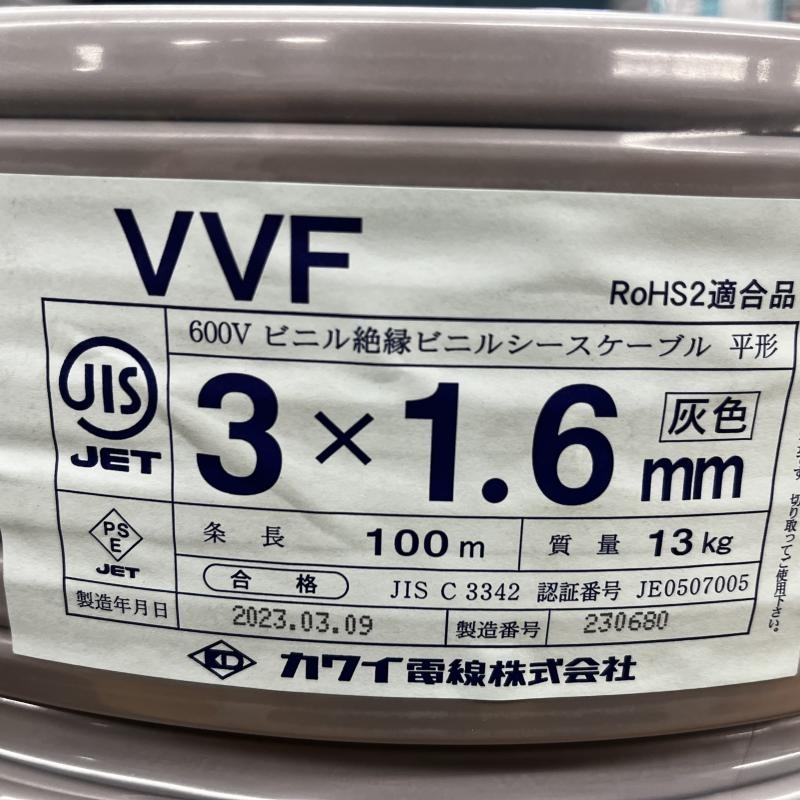 VVF
RoHS2適合品
600V ビニル絶縁ビニルシースケーブル 平形
JIS
JET
3×1.6mm
灰色
PS
E
JET
条長 100m 質量 13kg
合格 JIS C 3342 認証番号 JE0507005
製造年月日 2023.03.09 製造番号 230680
KD カワイ電線株式会社
切り取ってご使用下さい。